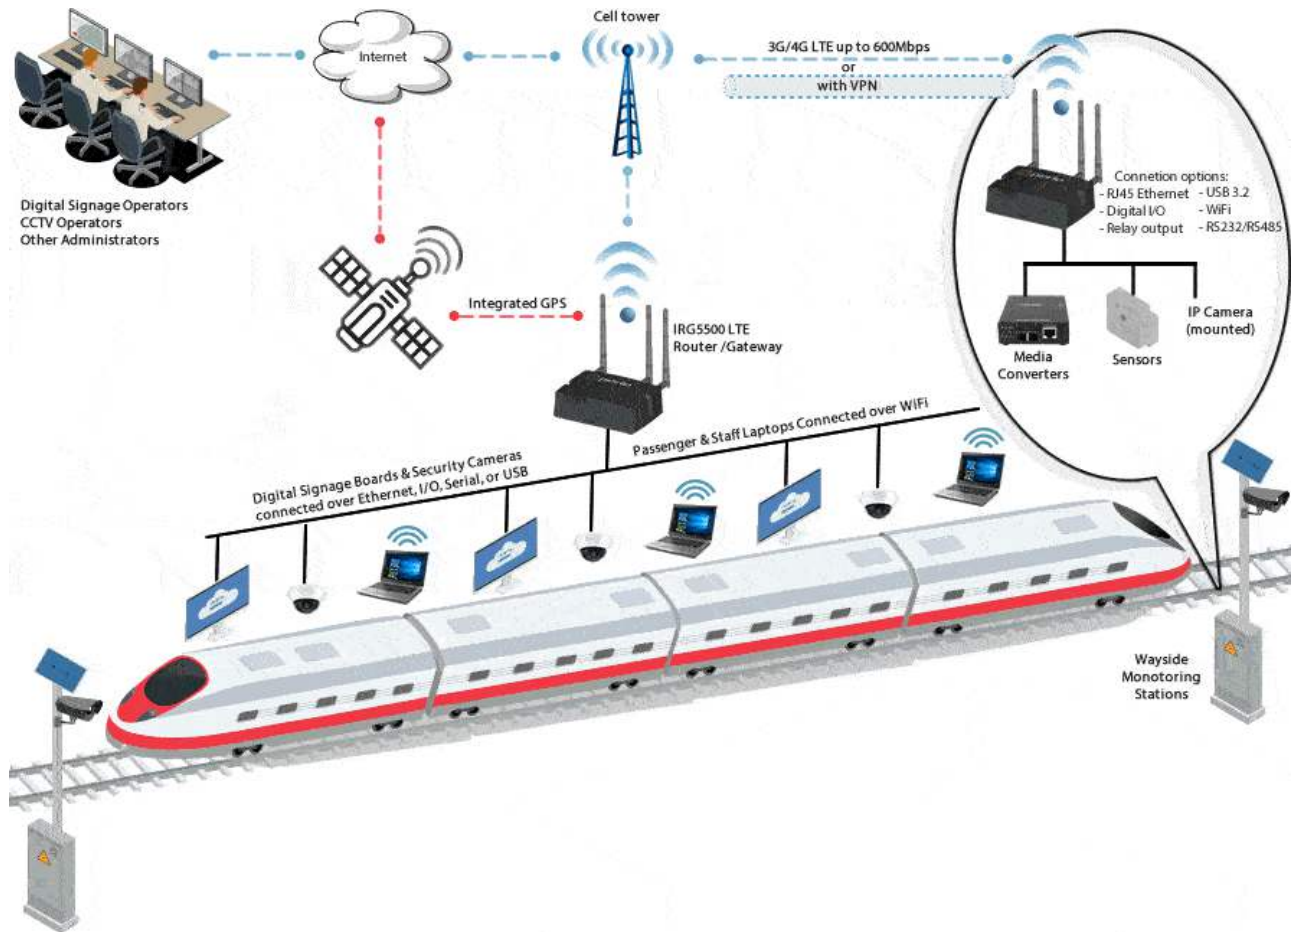 Cell tower
Internet
3G/4G LTE up to 600Mbps
or
with VPN
Digital Signage Operators
CCTV Operators
Other Administrators
Connetion options:
- RJ45 Ethernet
- USB 3.2
- Digital I/O
- WiFi
- Relay output
- RS232/RS485
Integrated GPS
IRG5500 LTE
Router /Gateway
IP Camera
(mounted)
Media
Converters
Sensors
Digital Signage Boards & Security Cameras
connected over Ethernet, I/O, Serial, or USB
Passenger & Staff Laptops Connected over WiFi
Wayside
Monotoring
Stations